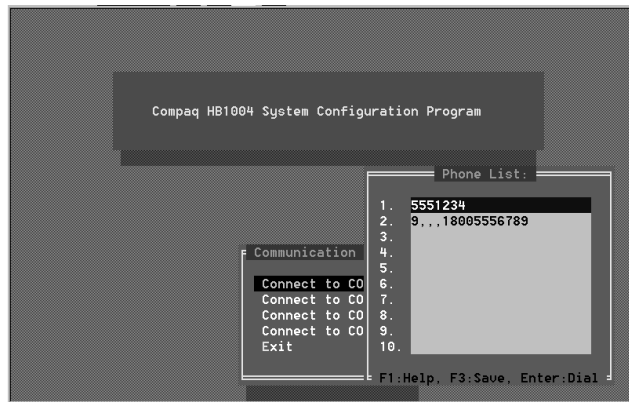 Compaq HB1004 System Configuration Program
Phone List:
1. 5551234
2. 9,,,18005556789
3.
4.
5.
6.
7.
8.
9.
10.
F1:Help, F3:Save, Enter:Dial
Communication
Connect to CO
Connect to CO
Connect to CO
Connect to CO
Exit